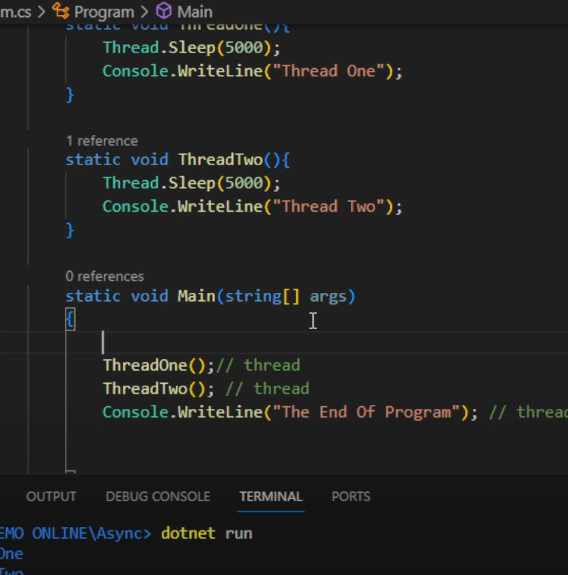 m.cs > Program > Main
static void ThreadOne(){
Thread.Sleep(5000);
Console.WriteLine("Thread One");
}
1 reference
static void ThreadTwo(){
Thread.Sleep(5000);
Console.WriteLine("Thread Two");
}
0 references
static void Main(string[] args)
{
ThreadOne();// thread
ThreadTwo(); // thread
Console.WriteLine("The End Of Program"); // thread
OUTPUT DEBUG CONSOLE TERMINAL PORTS
EMO ONLINE\Async> dotnet run
One
Two